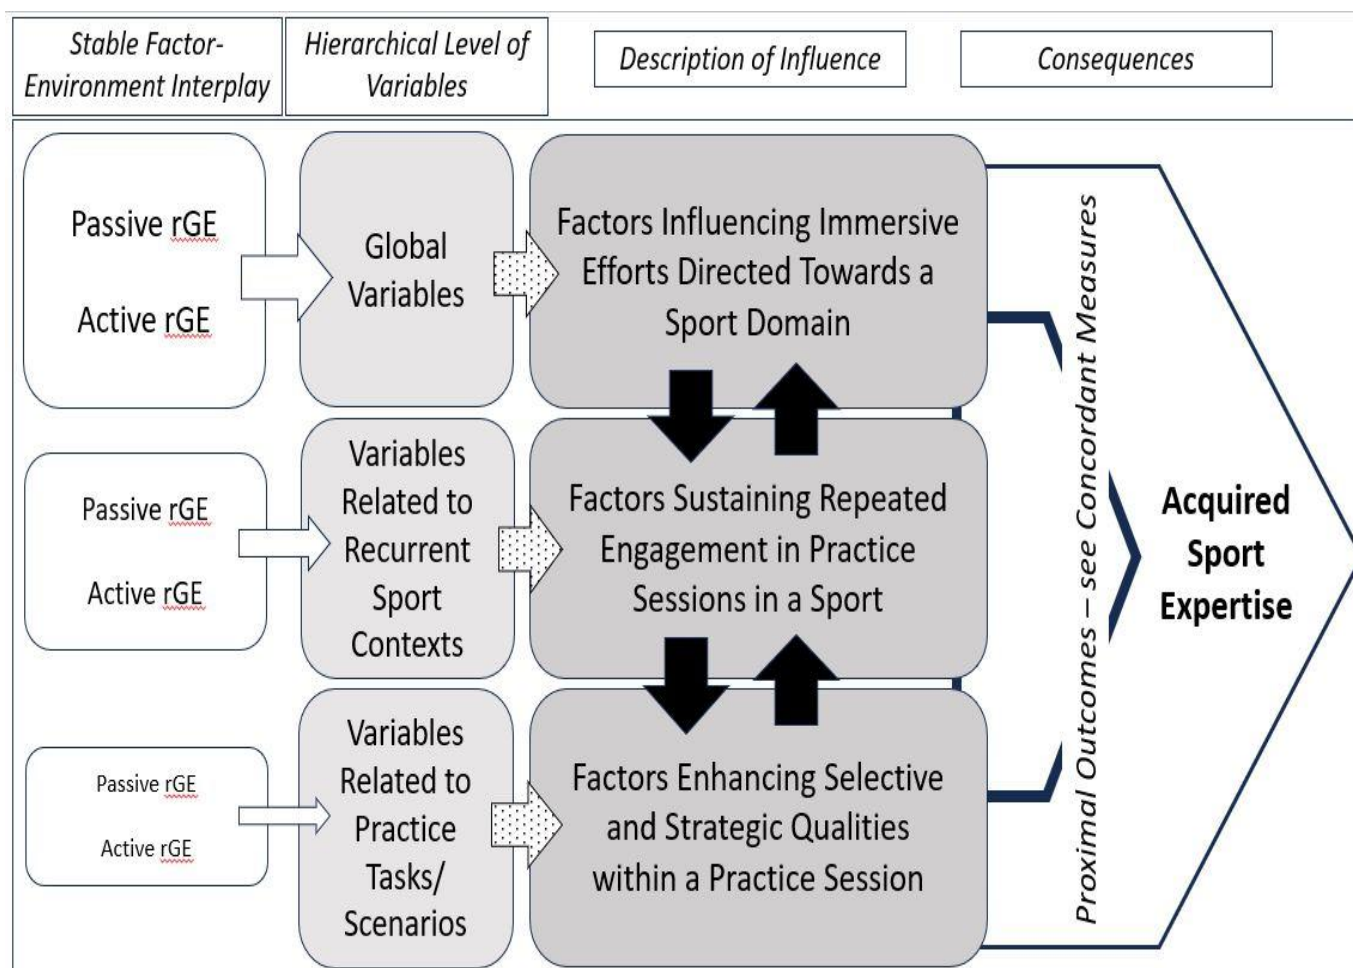 Stable Factor-
Environment Interplay
Hierarchical Level of
Variables
Description of Influence
Consequences
Passive rGE
Active rGE
Global
Variables
Factors Influencing Immersive
Efforts Directed Towards a
Sport Domain
Passive rGE
Active rGE
Variables
Related to
Recurrent
Sport
Contexts
Factors Sustaining Repeated
Engagement in Practice
Sessions in a Sport
Passive rGE
Active rGE
Variables
Related to
Practice
Tasks/
Scenarios
Factors Enhancing Selective
and Strategic Qualities
within a Practice Session
Proximal Outcomes – see Concordant Measures
Acquired
Sport
Expertise